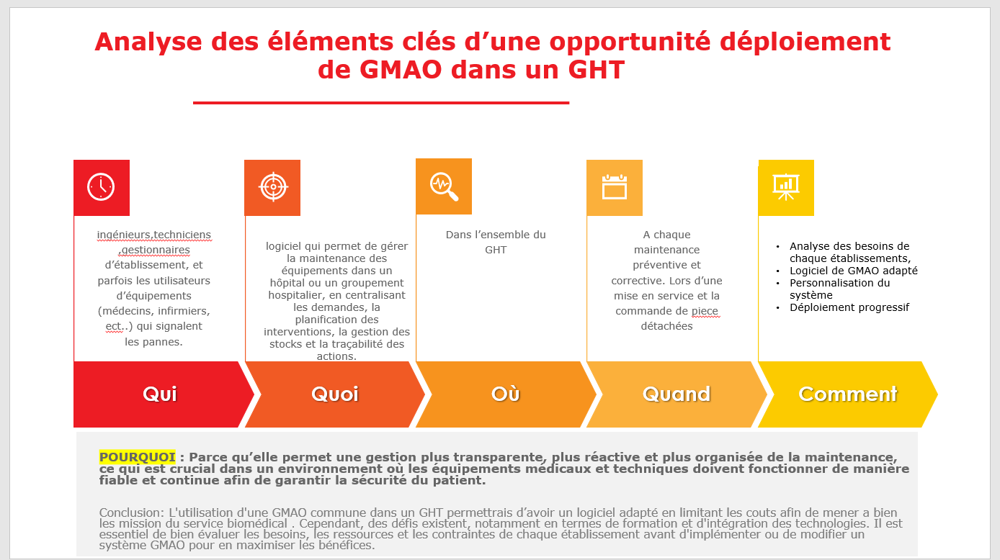 Analyse des éléments clés d’une opportunité déploiement
de GMAO dans un GHT
ingénieurs,techniciens
,gestionnaires
d’établissement, et
parfois les utilisateurs
d’équipements
(médecins, infirmiers,
ect..) qui signalent
les pannes.
logiciel qui permet de gérer
la maintenance des
équipements dans un
hôpital ou un groupement
hospitalier, en centralisant
les demandes, la
planification des
interventions, la gestion des
stocks et la traçabilité des
actions.
Dans l’ensemble du
GHT
A chaque
maintenance
préventive et
corrective. Lors d’une
mise en service et la
commande de piece
détachées
• Analyse des besoins de
chaque établissements,
• Logiciel de GMAO adapté
• Personnalisation du
système
• Déploiement progressif
Qui
Quoi
Où
Quand
Comment
POURQUOI : Parce qu’elle permet une gestion plus transparente, plus réactive et plus organisée de la maintenance,
ce qui est crucial dans un environnement où les équipements médicaux et techniques doivent fonctionner de manière
fiable et continue afin de garantir la sécurité du patient.
Conclusion: L'utilisation d'une GMAO commune dans un GHT permettrais d’avoir un logiciel adapté en limitant les couts afin de mener a bien
les mission du service biomédical . Cependant, des défis existent, notamment en termes de formation et d'intégration des technologies. Il est
essentiel de bien évaluer les besoins, les ressources et les contraintes de chaque établissement avant d'implémenter ou de modifier un
système GMAO pour en maximiser les bénéfices.